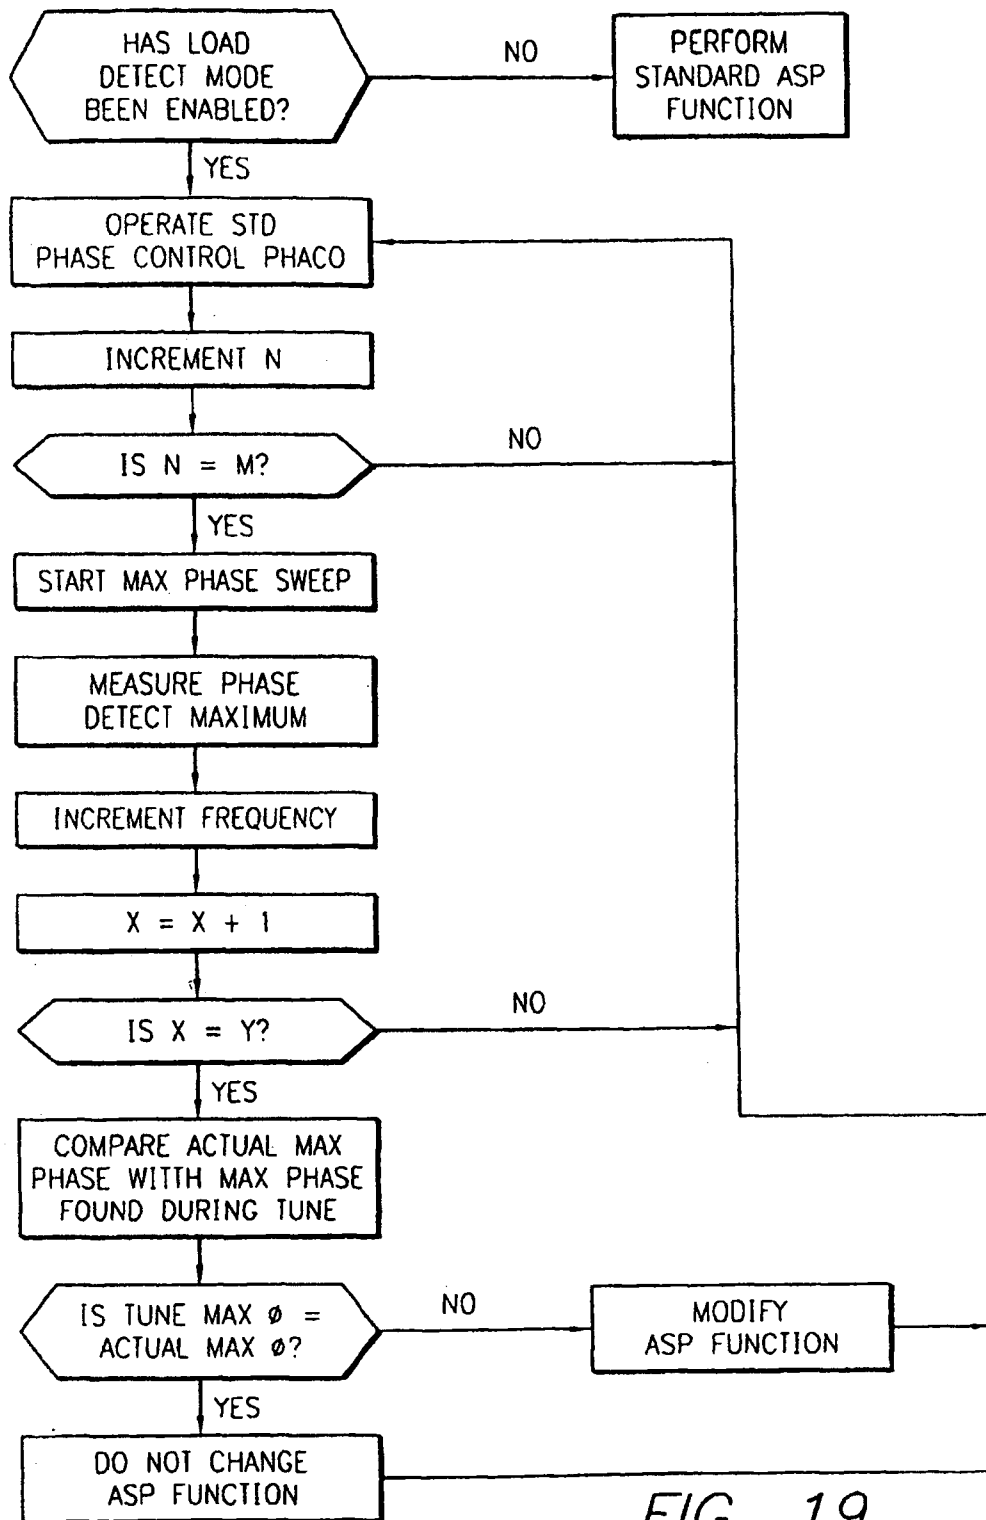 HAS LOAD
DETECT MODE
BEEN ENABLED?
NO
PERFORM
STANDARD ASP
FUNCTION
YES
OPERATE STD
PHASE CONTROL PHACO
INCREMENT N
IS N = M?
NO
YES
START MAX PHASE SWEEP
MEASURE PHASE
DETECT MAXIMUM
INCREMENT FREQUENCY
X = X + 1
IS X = Y?
NO
YES
COMPARE ACTUAL MAX
PHASE WITTH MAX PHASE
FOUND DURING TUNE
IS TUNE MAX ø =
ACTUAL MAX ø?
NO
MODIFY
ASP FUNCTION
YES
DO NOT CHANGE
ASP FUNCTION
FIG. 19